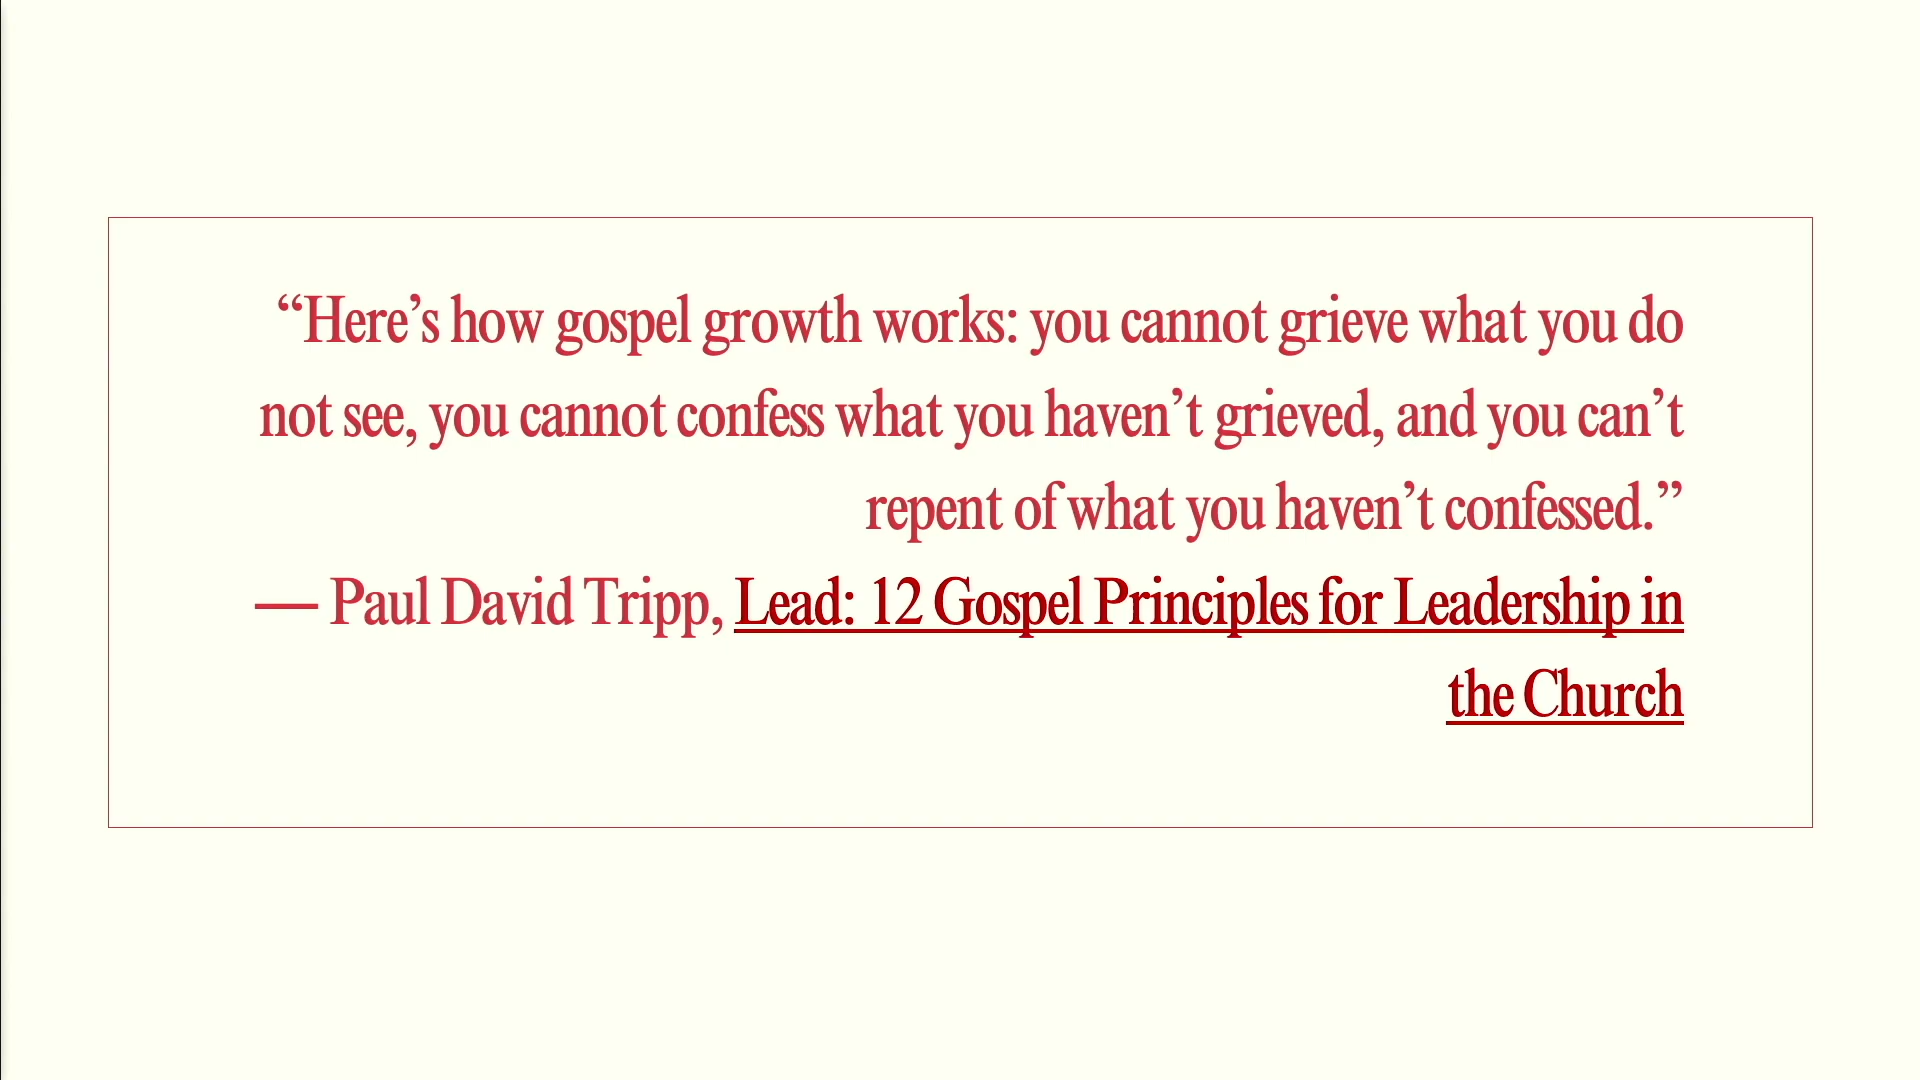 “Here’s how gospel growth works: you cannot grieve what you do
not see, you cannot confess what you haven’t grieved, and you can’t
repent of what you haven’t confessed.”
— Paul David Tripp, Lead: 12 Gospel Principles for Leadership in
the Church